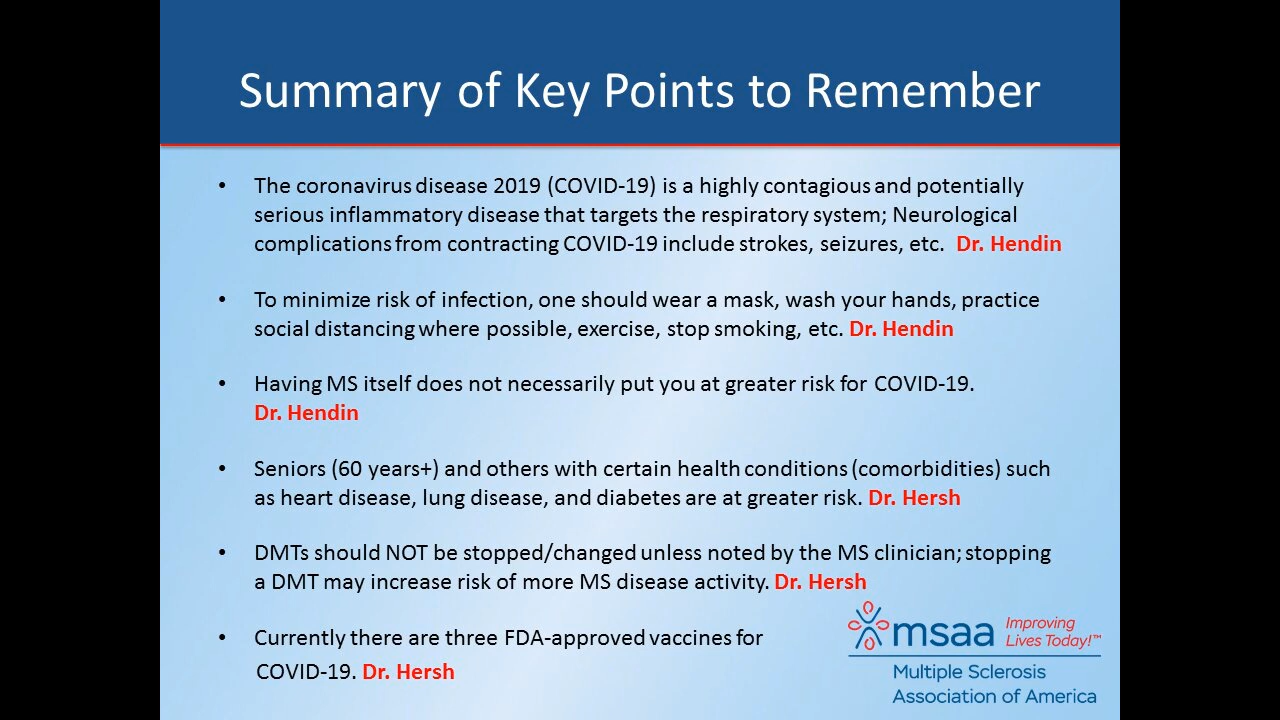 Summary of Key Points to Remember
• The coronavirus disease 2019 (COVID-19) is a highly contagious and potentially
serious inflammatory disease that targets the respiratory system; Neurological
complications from contracting COVID-19 include strokes, seizures, etc. Dr. Hendin
• To minimize risk of infection, one should wear a mask, wash your hands, practice
social distancing where possible, exercise, stop smoking, etc. Dr. Hendin
• Having MS itself does not necessarily put you at greater risk for COVID-19.
Dr. Hendin
• Seniors (60 years+) and others with certain health conditions (comorbidities) such
as heart disease, lung disease, and diabetes are at greater risk. Dr. Hersh
• DMTs should NOT be stopped/changed unless noted by the MS clinician; stopping
a DMT may increase risk of more MS disease activity. Dr. Hersh
• Currently there are three FDA-approved vaccines for
COVID-19. Dr. Hersh
msaa
Improving
Lives Today!™
Multiple Sclerosis
Association of America